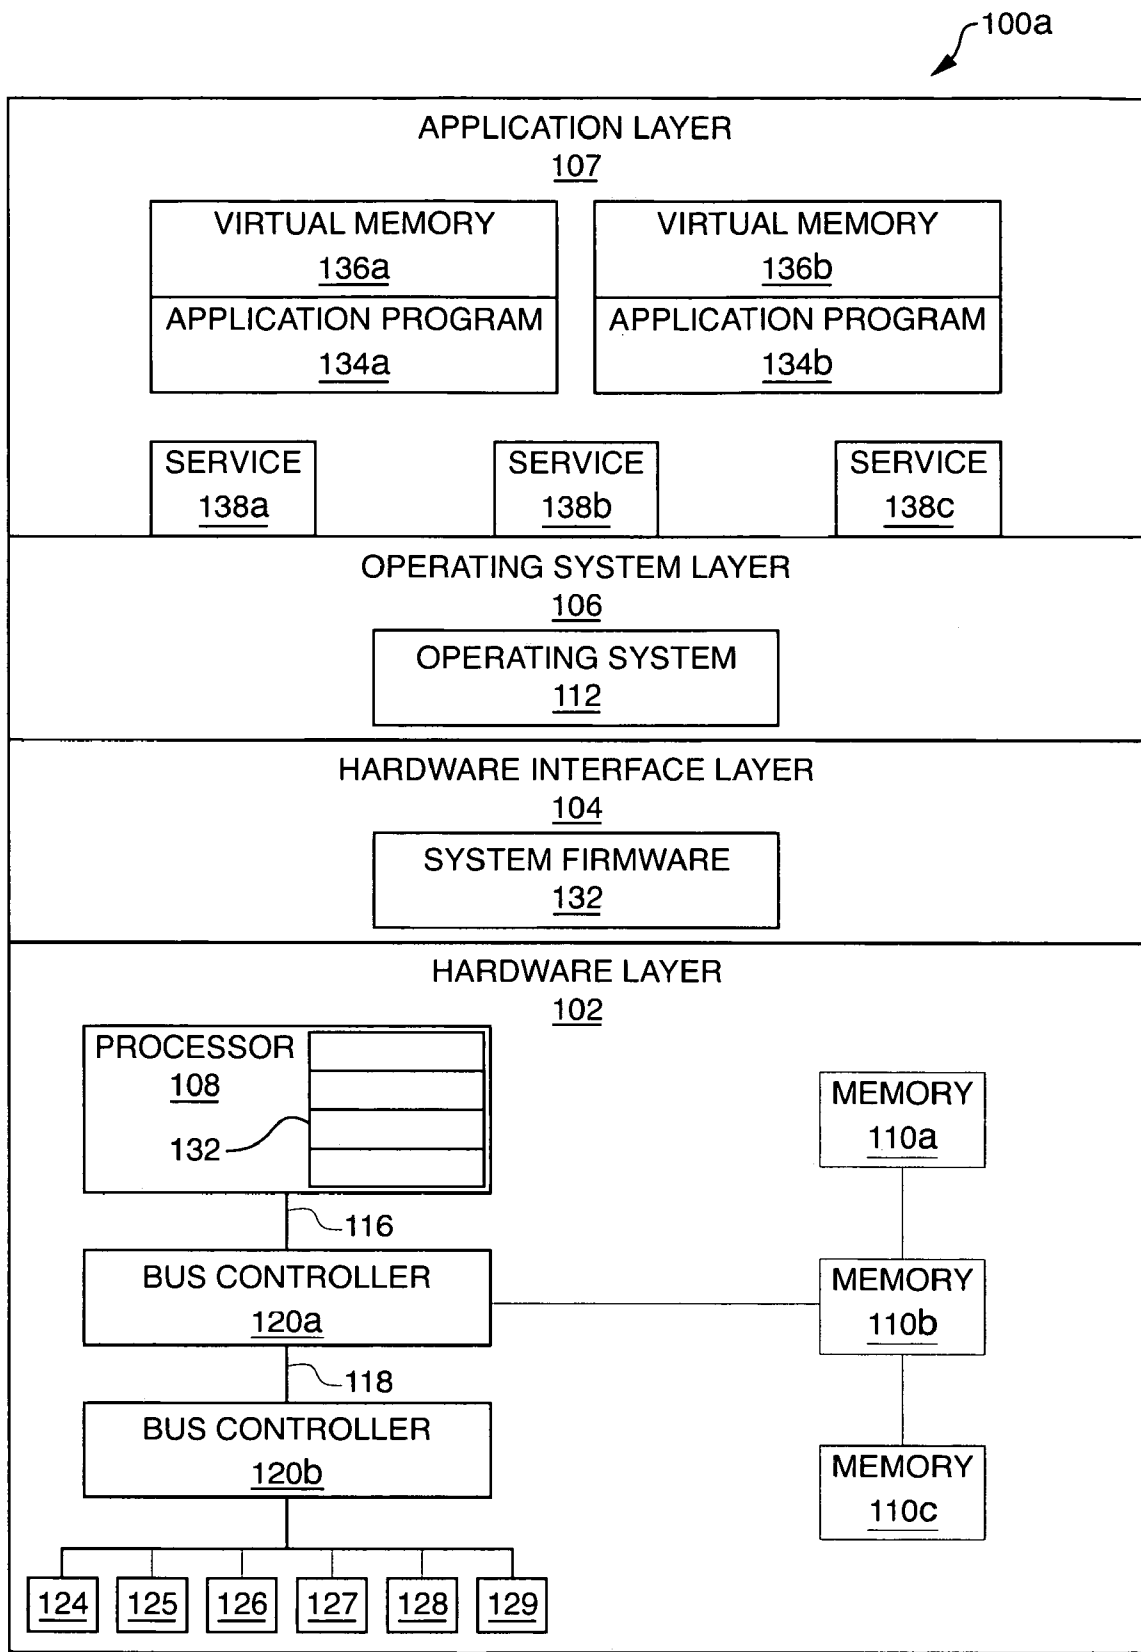 100a
APPLICATION LAYER
107
VIRTUAL MEMORY
136a
APPLICATION PROGRAM
134a
VIRTUAL MEMORY
136b
APPLICATION PROGRAM
134b
SERVICE
138a
SERVICE
138b
SERVICE
138c
OPERATING SYSTEM LAYER
106
OPERATING SYSTEM
112
HARDWARE INTERFACE LAYER
104
SYSTEM FIRMWARE
132
HARDWARE LAYER
102
PROCESSOR
108
132
116
BUS CONTROLLER
120a
118
BUS CONTROLLER
120b
MEMORY
110a
MEMORY
110b
MEMORY
110c
124
125
126
127
128
129